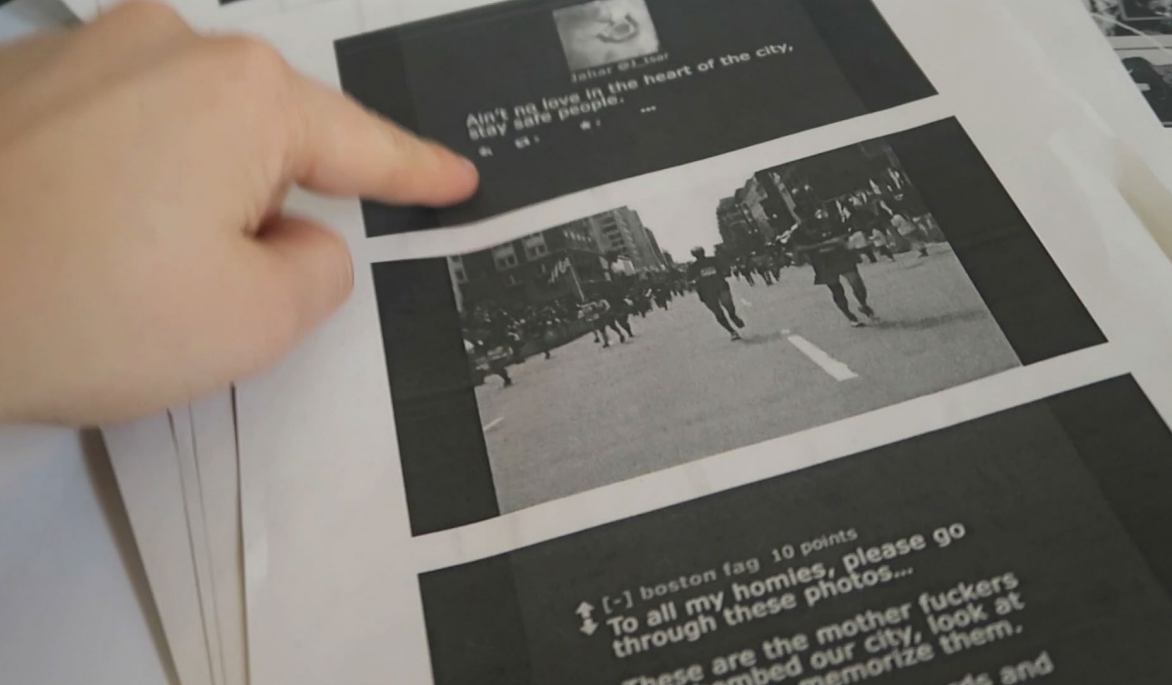 Jahar @J_tsar
Ain't no love in the heart of the city,
stay safe people.
[-] boston fag 10 points
To all my homies, please go
through these photos...
These are the mother fuckers
bombed our city, look at
memorize them.
and